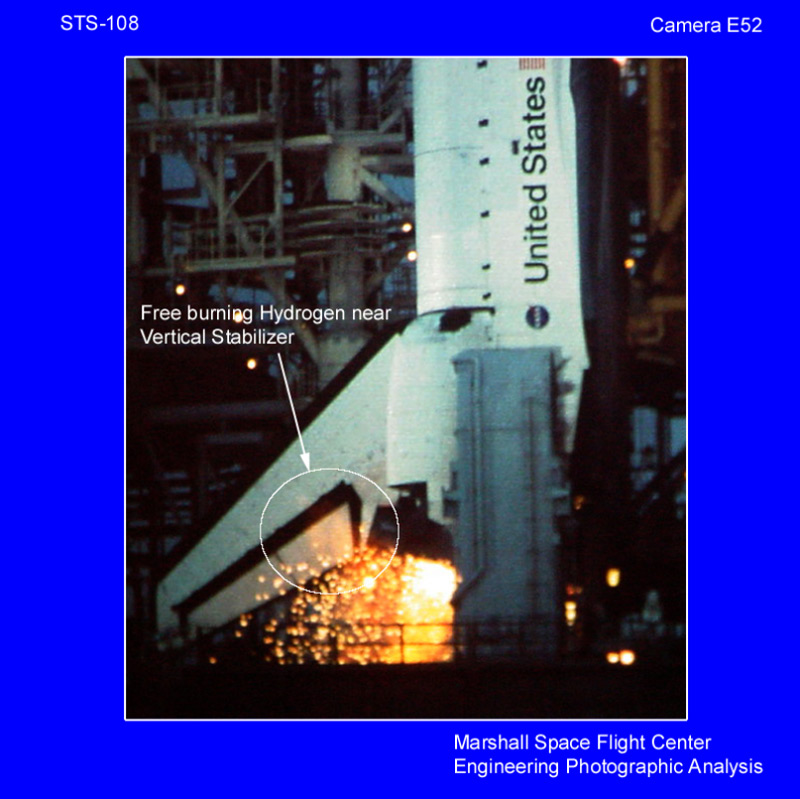 STS-108
Camera E52
United States
Free burning Hydrogen near
Vertical Stabilizer
Marshall Space Flight Center
Engineering Photographic Analysis